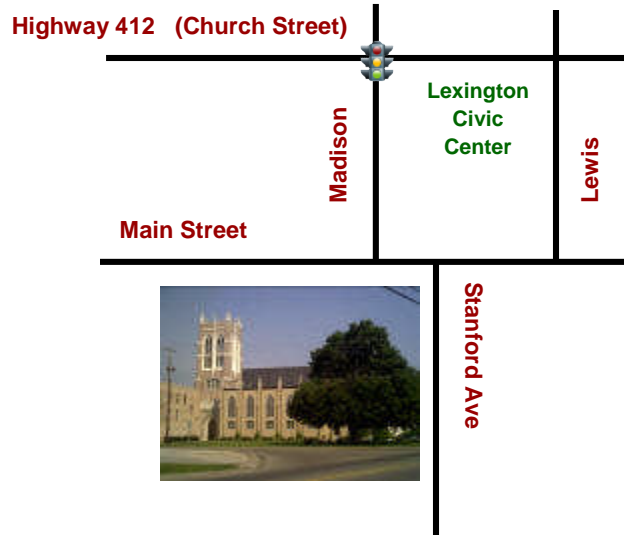 Highway 412 (Church Street)
Lexington
Civic
Center
Madison
Lewis
Main Street
Stanford Ave